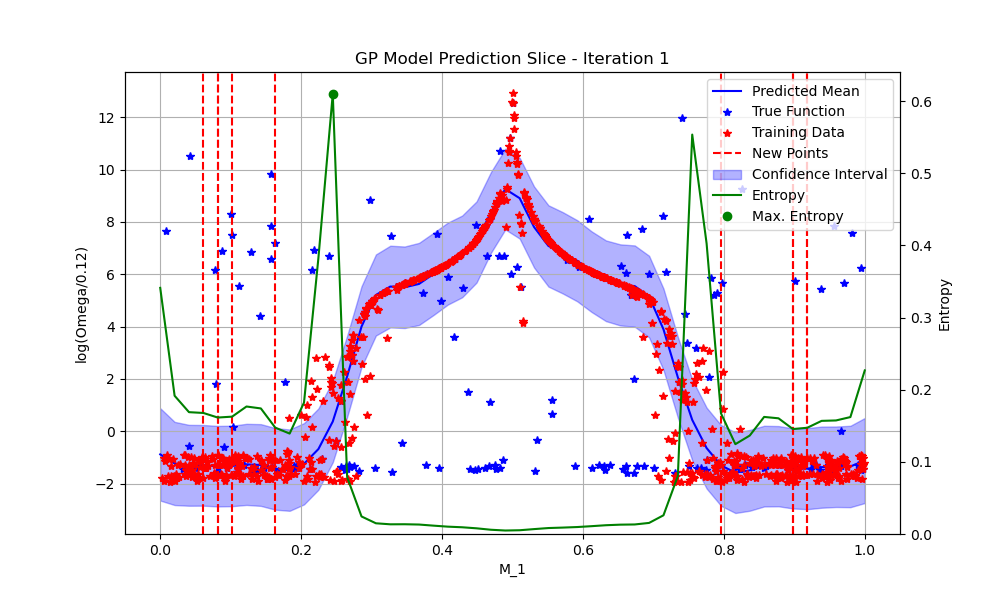 GP Model Prediction Slice - Iteration 1
Predicted Mean
True Function
Training Data
New Points
Confidence Interval
Entropy
Max. Entropy
log(Omega/0.12)
12
10
8
6
4
2
0
−2
0.6
0.5
0.4
0.3
0.2
0.1
0.0
Entropy
0.0
0.2
0.4
0.6
0.8
1.0
M_1